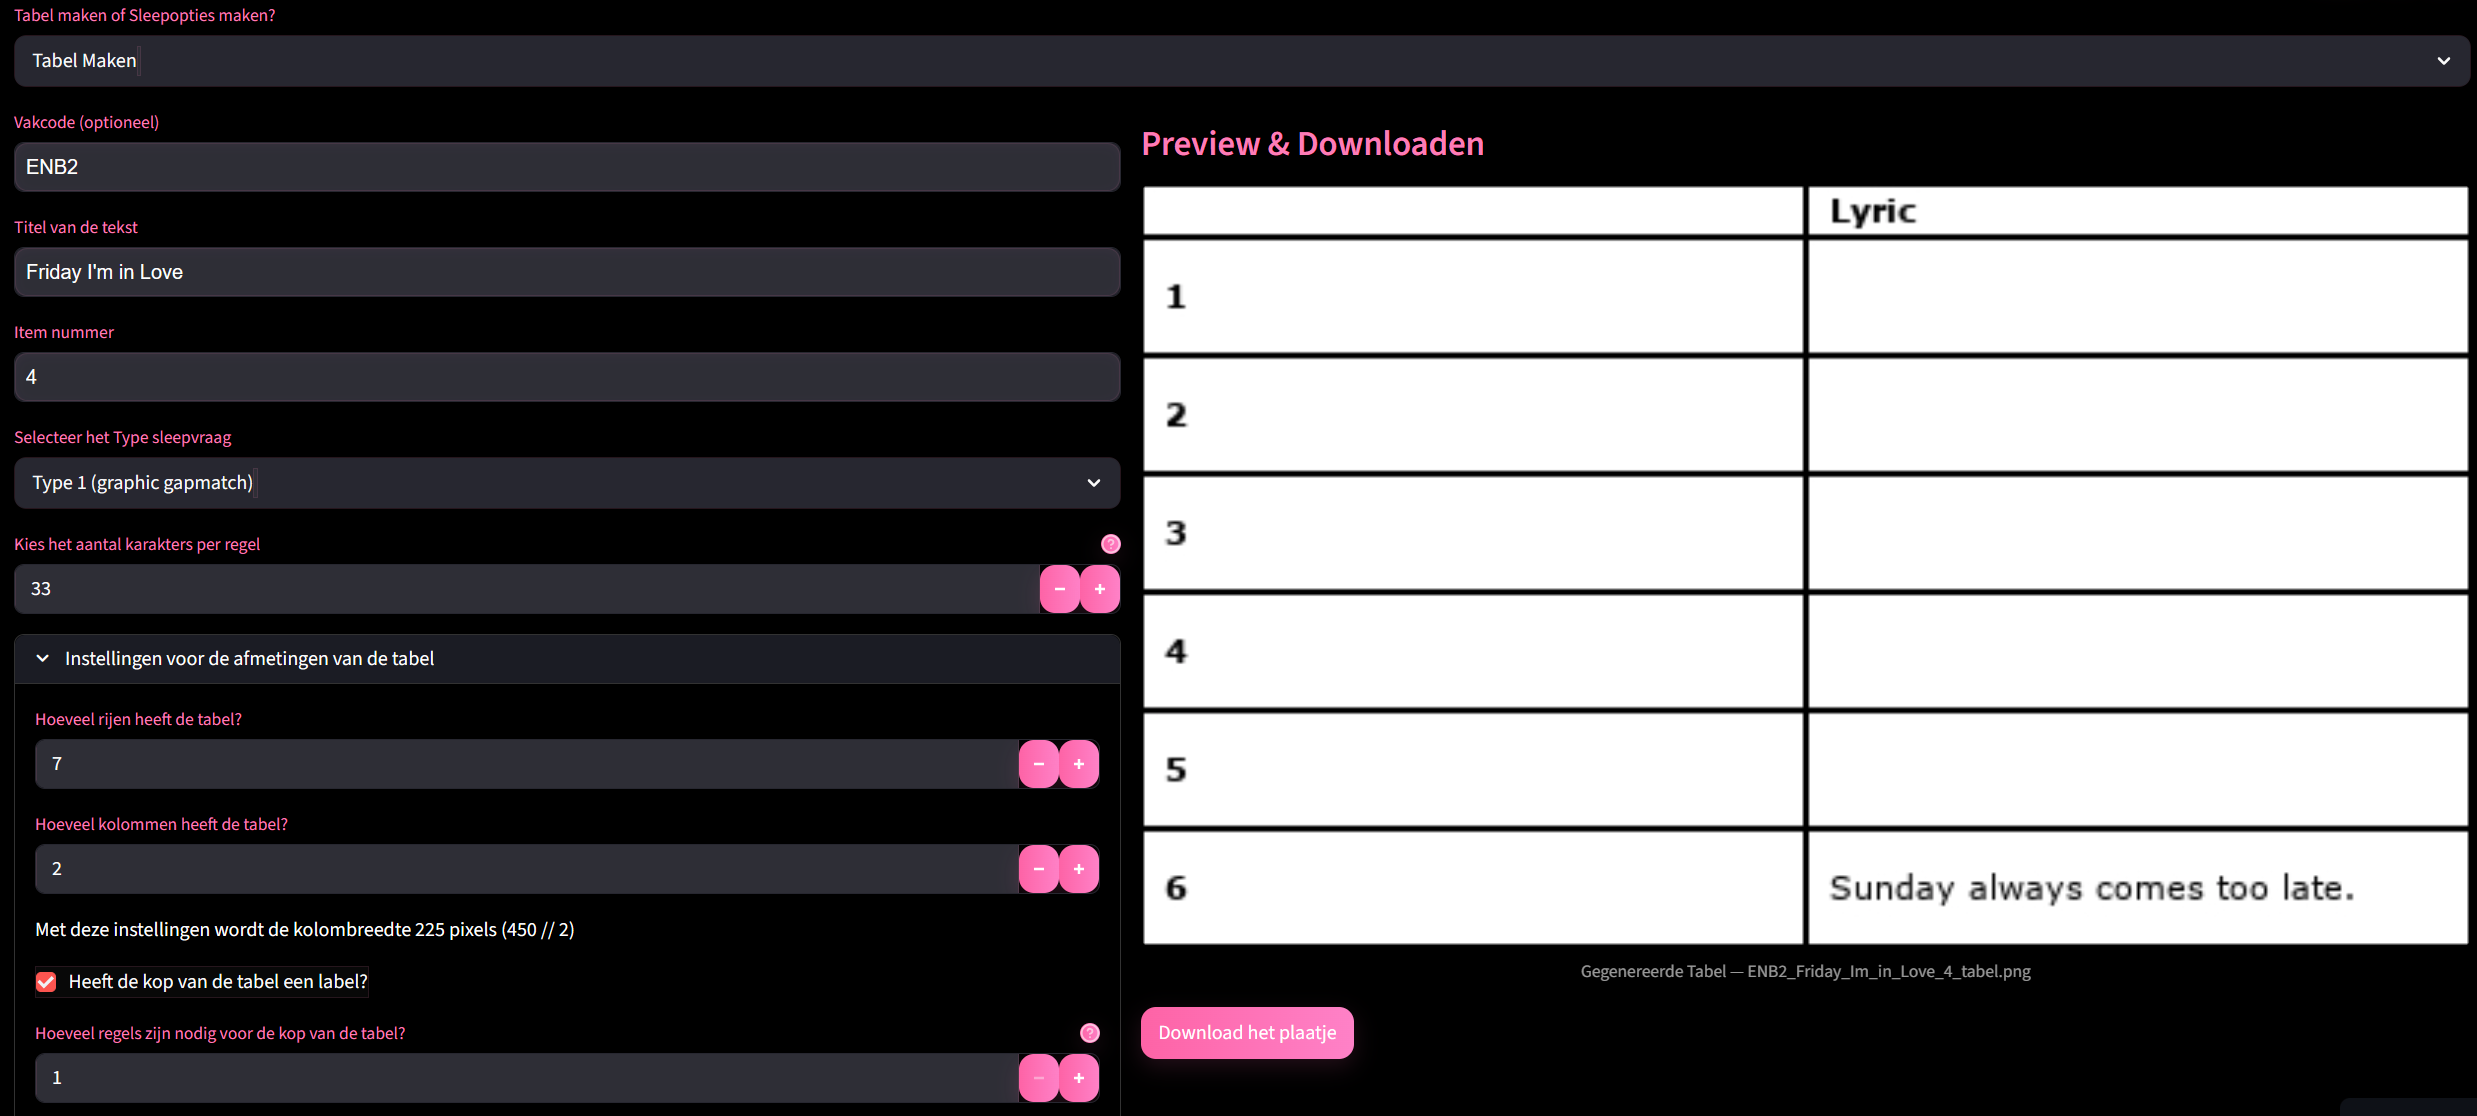 Tabel maken of Sleepopties maken?
Tabel Maken
Vakcode (optioneel)
ENB2
Titel van de tekst
Friday I'm in Love
Item nummer
4
Selecteer het Type sleepvraag
Type 1 (graphic gapmatch)
Kies het aantal karakters per regel
?
33
− +
Instellingen voor de afmetingen van de tabel
Hoeveel rijen heeft de tabel?
7
− +
Hoeveel kolommen heeft de tabel?
2
− +
Met deze instellingen wordt de kolombreedte 225 pixels (450 // 2)
Heeft de kop van de tabel een label?
Hoeveel regels zijn nodig voor de kop van de tabel?
?
1
− +
Preview & Downloaden
Lyric
1
2
3
4
5
6 Sunday always comes too late.
Gegenereerde Tabel — ENB2_Friday_Im_in_Love_4_tabel.png
Download het plaatje